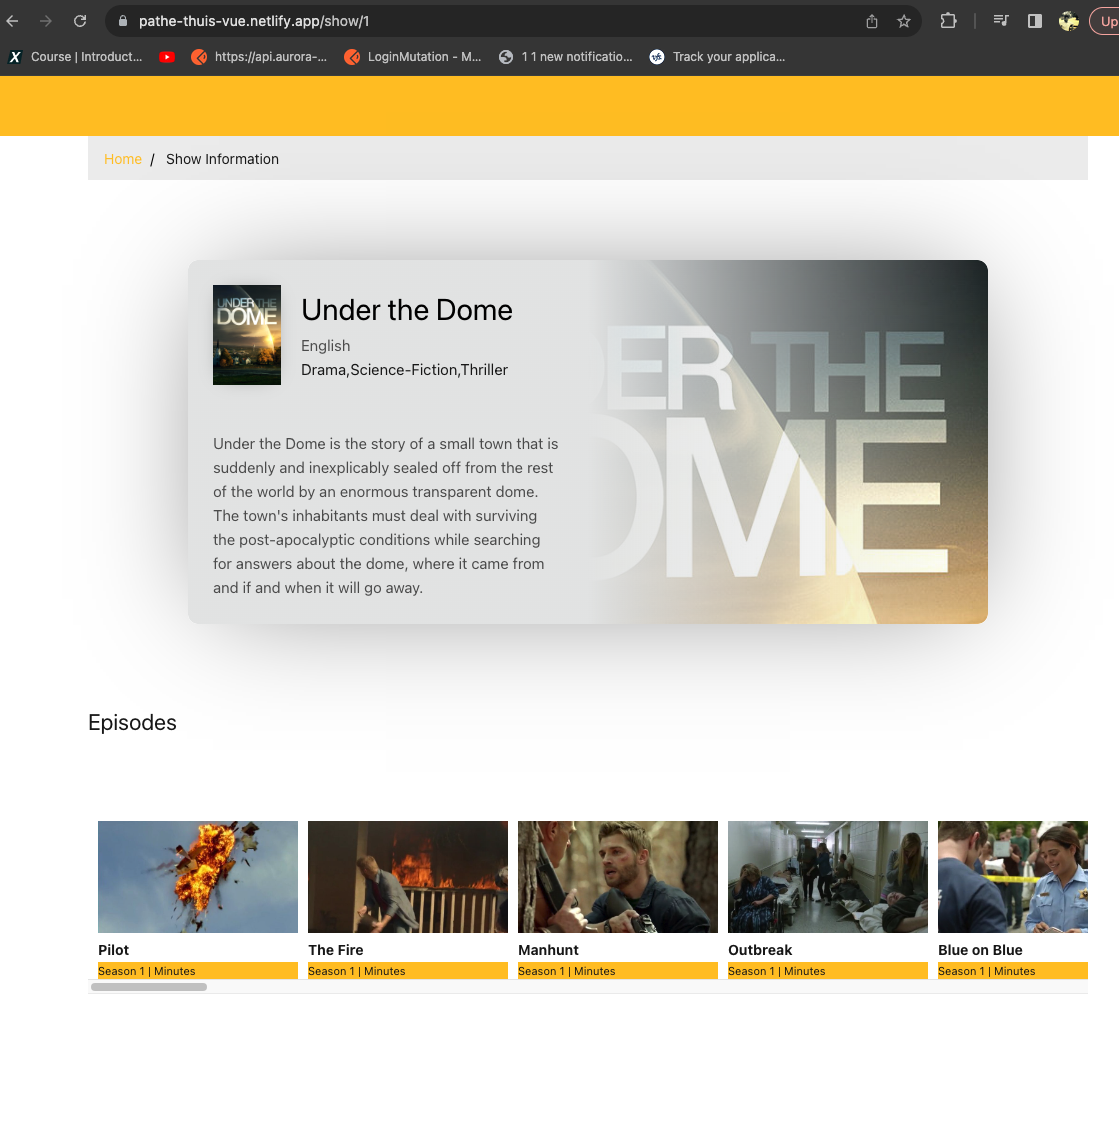 pathe-thuis-vue.netlify.app/show/1
Up
X Course | Introduct...
https://api.aurora-...
LoginMutation - M...
1 1 new notificatio...
Track your applica...
Home / Show Information
UNDER THE
DOME
Under the Dome
English
Drama,Science-Fiction,Thriller
Under the Dome is the story of a small town that is
suddenly and inexplicably sealed off from the rest
of the world by an enormous transparent dome.
The town's inhabitants must deal with surviving
the post-apocalyptic conditions while searching
for answers about the dome, where it came from
and if and when it will go away.
ER THE
DOME
Episodes
Pilot
Season 1 | Minutes
The Fire
Season 1 | Minutes
Manhunt
Season 1 | Minutes
Outbreak
Season 1 | Minutes
Blue on Blue
Season 1 | Minutes